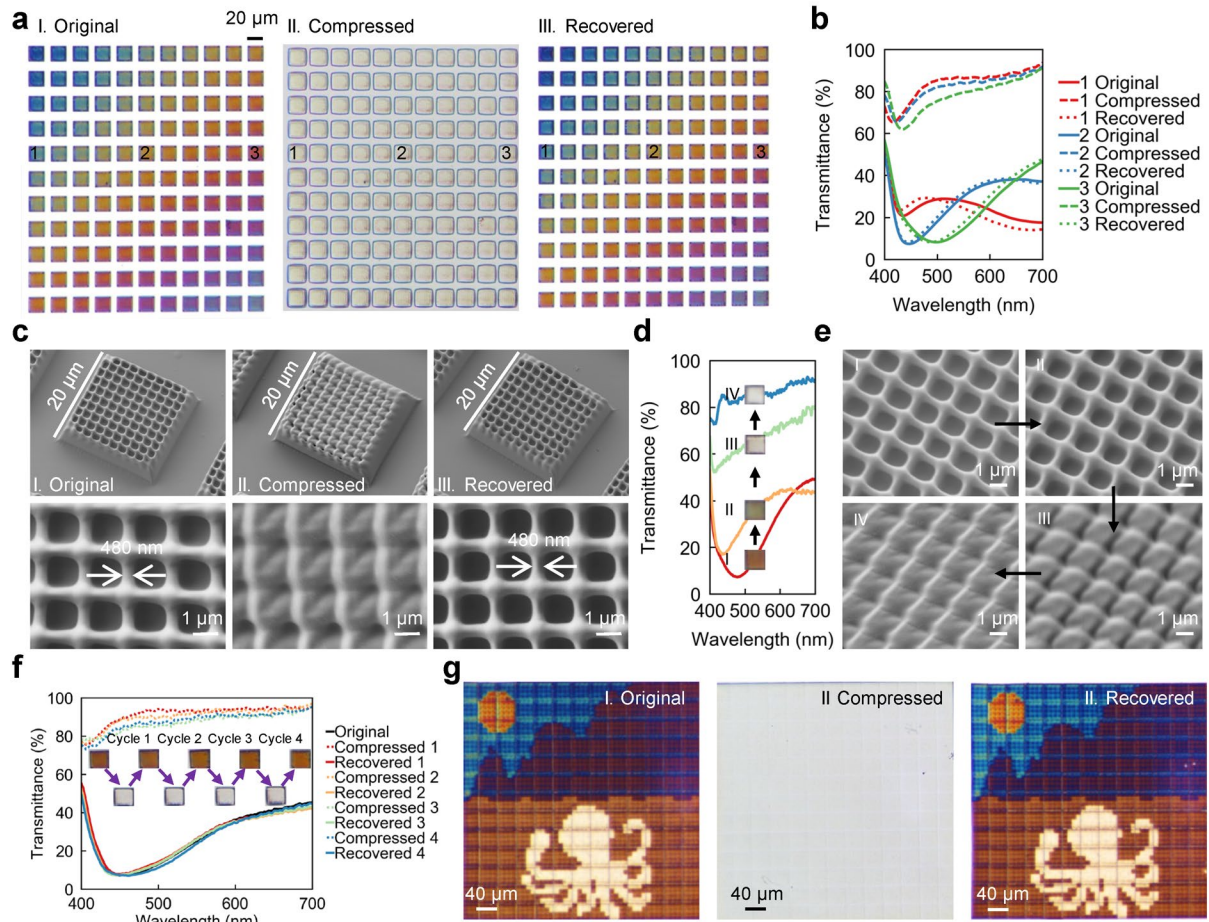 a
I. Original
20 µm
II. Compressed
III. Recovered
1
2
3
1
2
3
1
2
3
b
100
80
60
40
20
0
400
500
600
700
Transmittance (%)
Wavelength (nm)
1 Original
1 Compressed
1 Recovered
2 Original
2 Compressed
2 Recovered
3 Original
3 Compressed
3 Recovered
c
20 µm
I. Original
20 µm
II. Compressed
20 µm
III. Recovered
480 nm
1 µm
1 µm
480 nm
1 µm
d
100
80
60
40
20
0
400 500 600 700
Transmittance (%)
Wavelength (nm)
IV
III
II
I
e
I
1 µm
II
1 µm
IV
1 µm
III
1 µm
f
100
80
60
40
20
0
400
500
600
700
Transmittance (%)
Wavelength (nm)
Cycle 1 Cycle 2 Cycle 3 Cycle 4
Original
Compressed 1
Recovered 1
Compressed 2
Recovered 2
Compressed 3
Recovered 3
Compressed 4
Recovered 4
g
I. Original
40 µm
II Compressed
40 µm
II. Recovered
40 µm